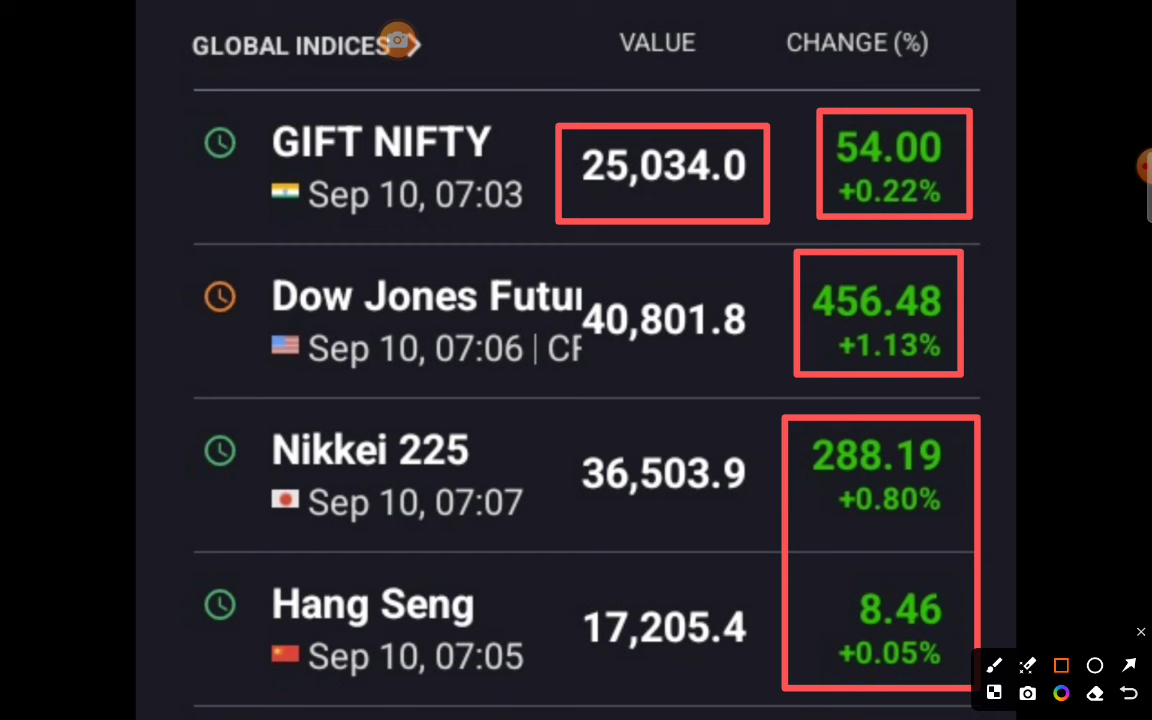 GLOBAL INDICES VALUE CHANGE (%)
GIFT NIFTY 25,034.0 54.00
Sep 10, 07:03 +0.22%
Dow Jones Futu 40,801.8 456.48
Sep 10, 07:06 | CF +1.13%
Nikkei 225 36,503.9 288.19
Sep 10, 07:07 +0.80%
Hang Seng 17,205.4 8.46
Sep 10, 07:05 +0.05%